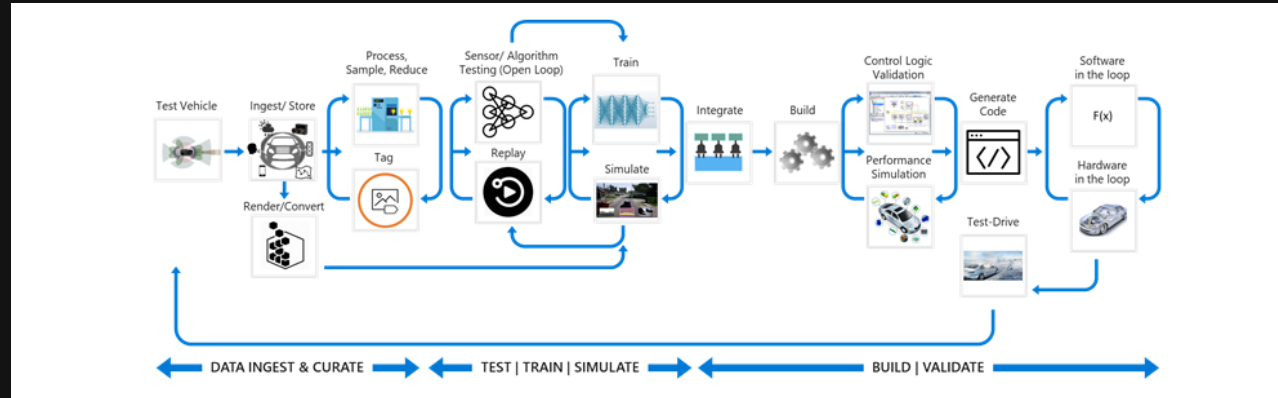 Test Vehicle
Ingest/ Store
Render/Convert
Process,
Sample, Reduce
Tag
Sensor/ Algorithm
Testing (Open Loop)
Replay
Train
Simulate
Integrate
Build
Control Logic
Validation
Performance
Simulation
Generate
Code
Software
in the loop
F(x)
Hardware
in the loop
Test-Drive
DATA INGEST & CURATE
TEST | TRAIN | SIMULATE
BUILD | VALIDATE